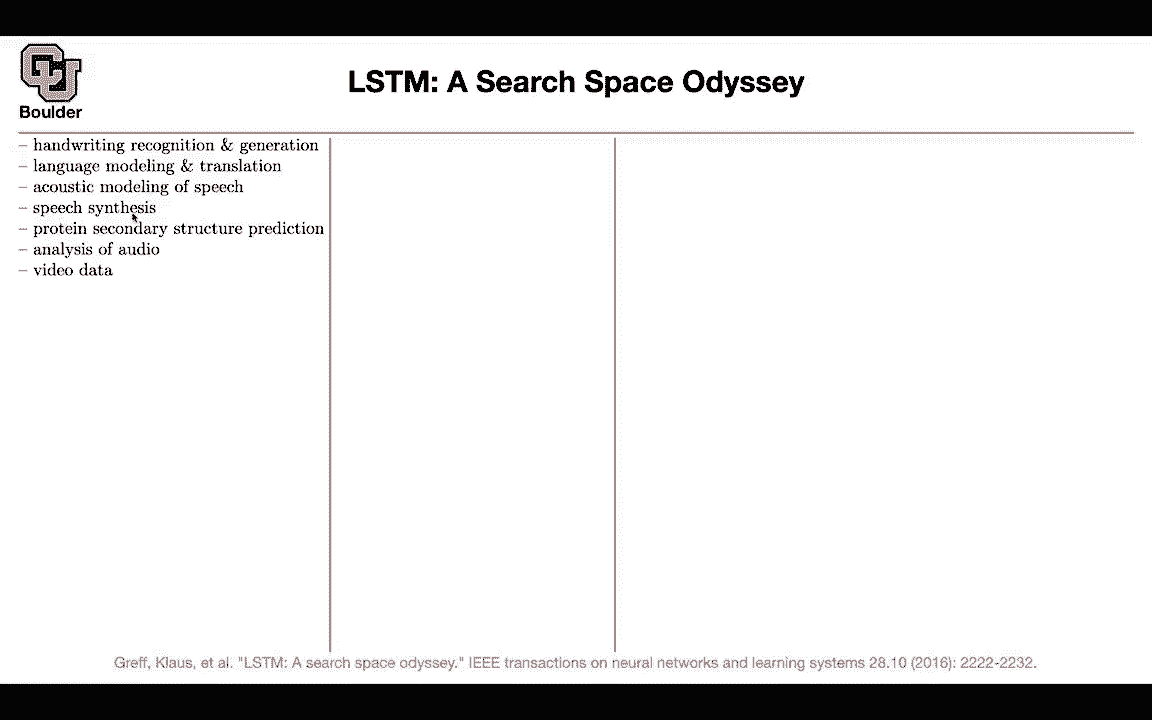 Boulder
LSTM: A Search Space Odyssey
– handwriting recognition & generation
– language modeling & translation
– acoustic modeling of speech
– speech synthesis
– protein secondary structure prediction
– analysis of audio
– video data
Greff, Klaus, et al. "LSTM: A search space odyssey." IEEE transactions on neural networks and learning systems 28.10 (2016): 2222-2232.